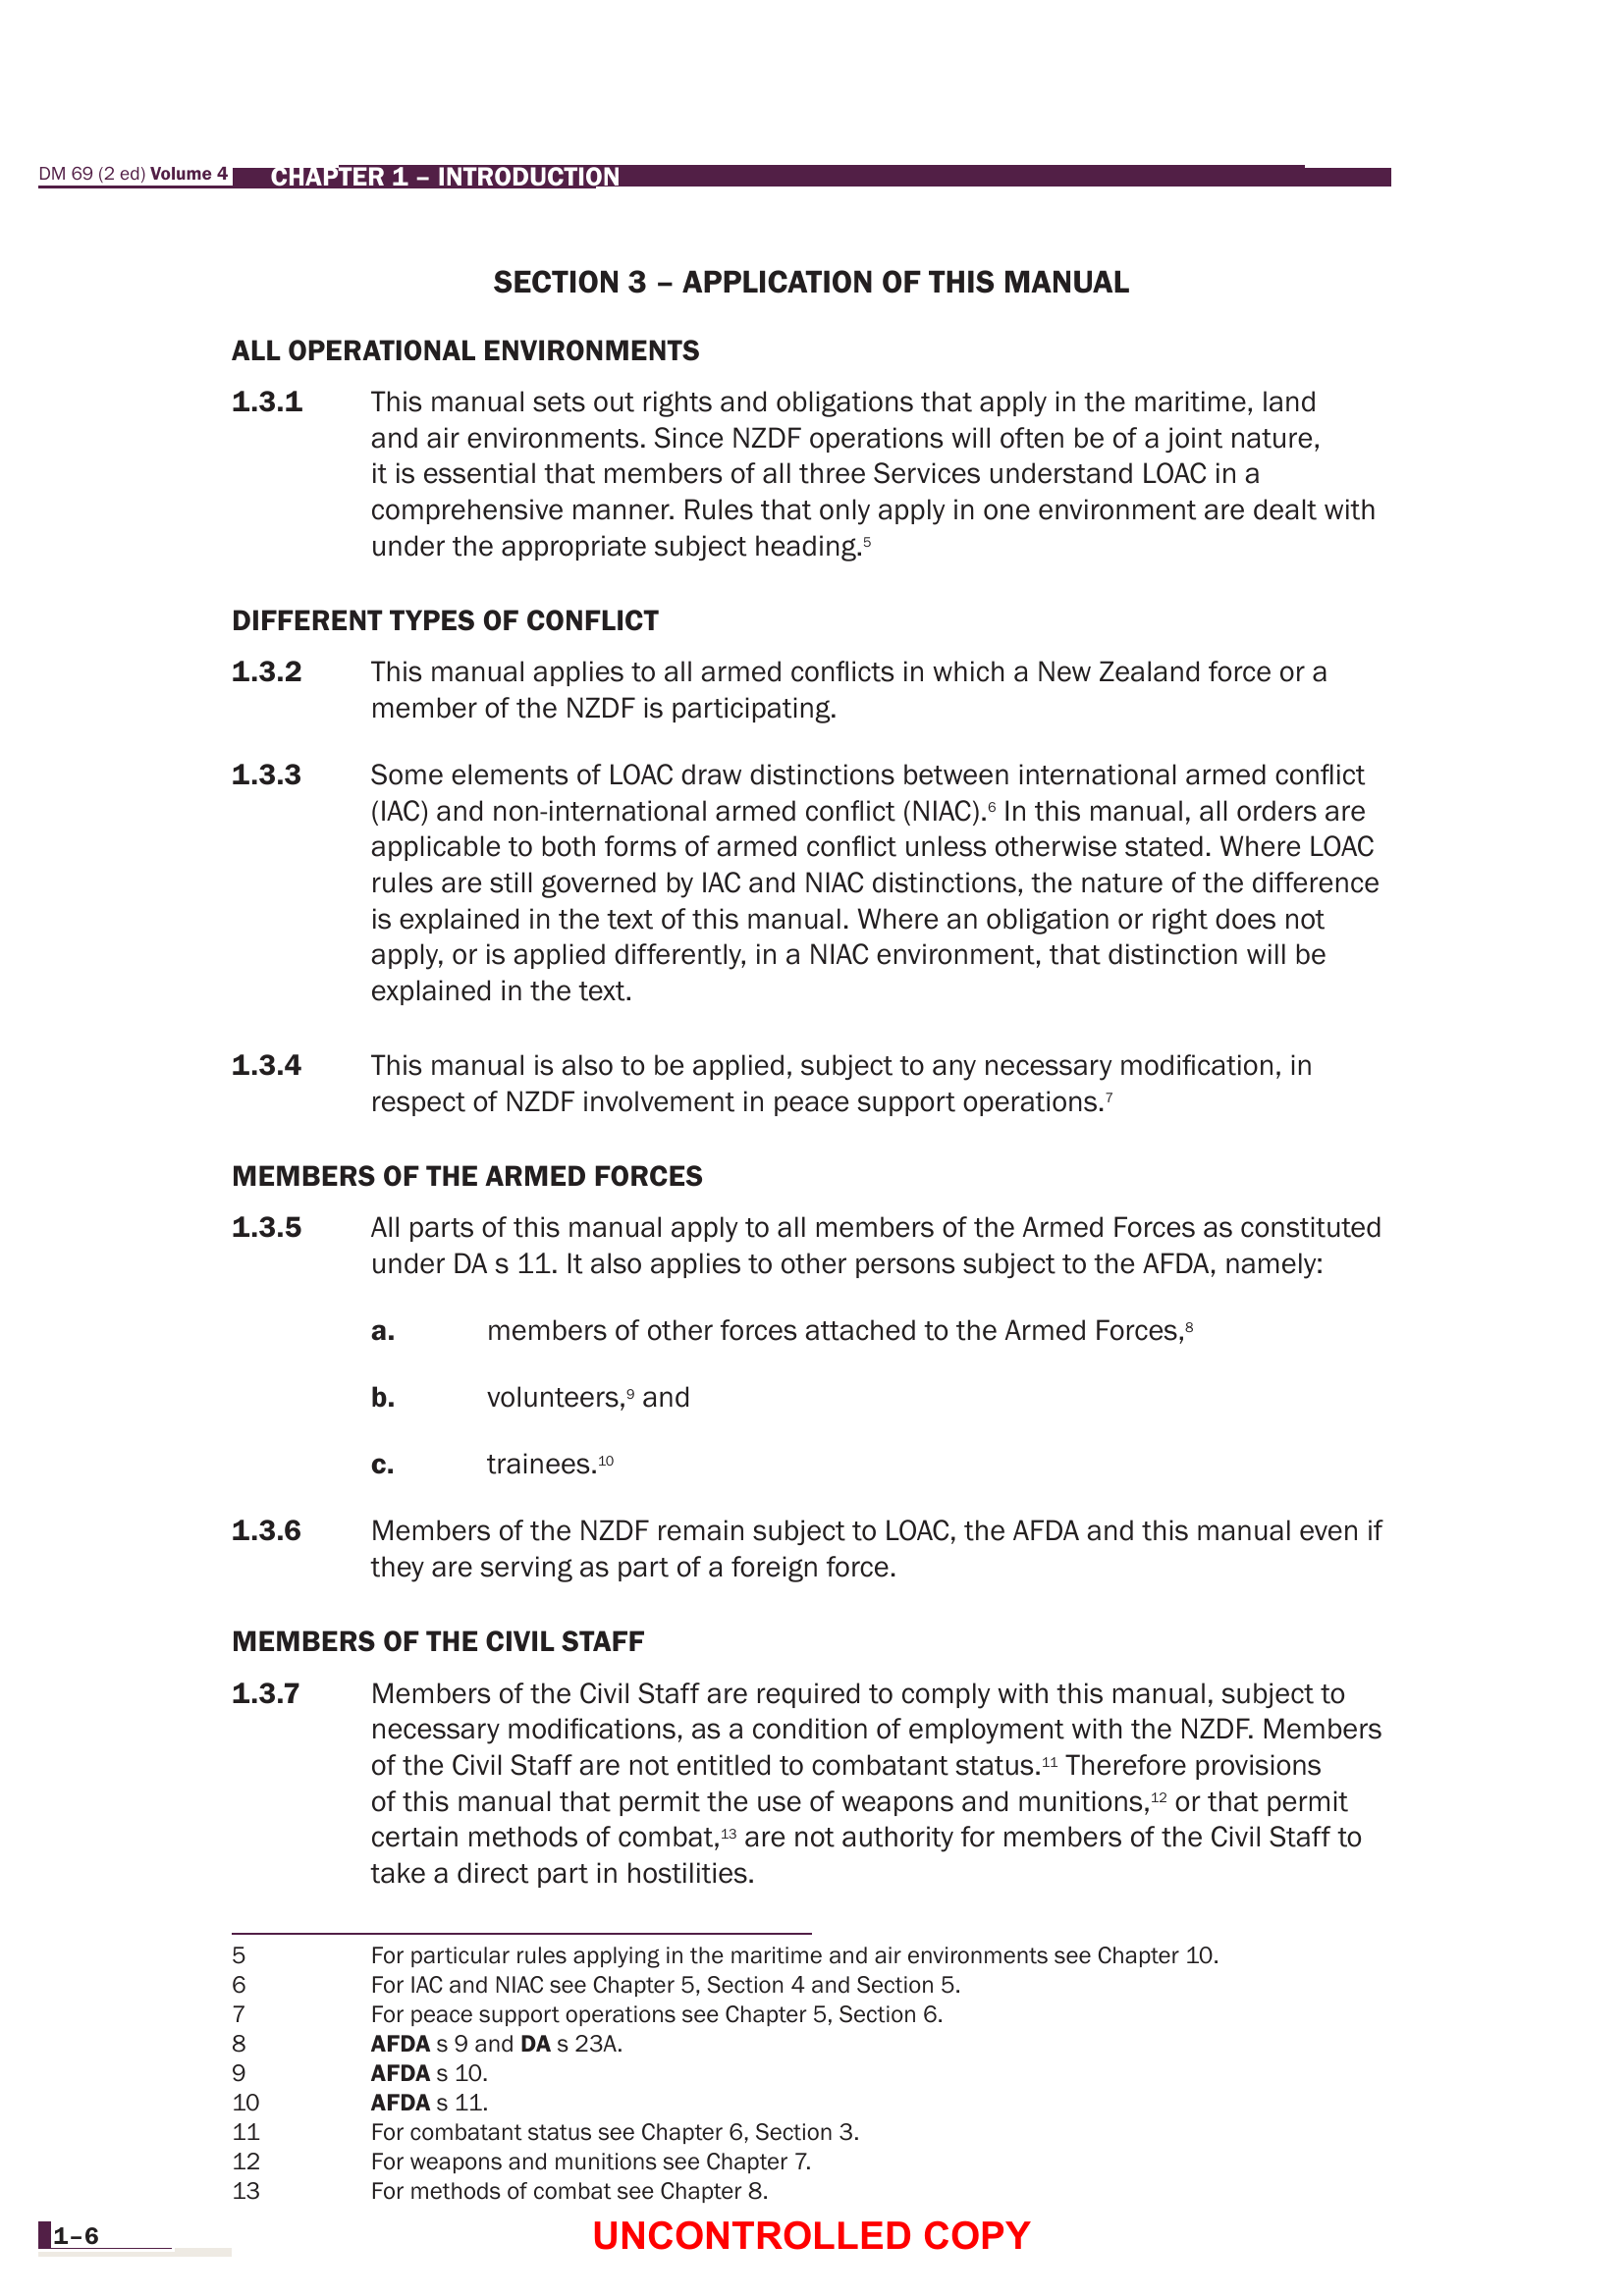 DM 69 (2 ed) Volume 4
CHAPTER 1 – INTRODUCTION
SECTION 3 – APPLICATION OF THIS MANUAL
ALL OPERATIONAL ENVIRONMENTS
1.3.1 This manual sets out rights and obligations that apply in the maritime, land
and air environments. Since NZDF operations will often be of a joint nature,
it is essential that members of all three Services understand LOAC in a
comprehensive manner. Rules that only apply in one environment are dealt with
under the appropriate subject heading.5
DIFFERENT TYPES OF CONFLICT
1.3.2 This manual applies to all armed conflicts in which a New Zealand force or a
member of the NZDF is participating.
1.3.3 Some elements of LOAC draw distinctions between international armed conflict
(IAC) and non-international armed conflict (NIAC).6 In this manual, all orders are
applicable to both forms of armed conflict unless otherwise stated. Where LOAC
rules are still governed by IAC and NIAC distinctions, the nature of the difference
is explained in the text of this manual. Where an obligation or right does not
apply, or is applied differently, in a NIAC environment, that distinction will be
explained in the text.
1.3.4 This manual is also to be applied, subject to any necessary modification, in
respect of NZDF involvement in peace support operations.7
MEMBERS OF THE ARMED FORCES
1.3.5 All parts of this manual apply to all members of the Armed Forces as constituted
under DA s 11. It also applies to other persons subject to the AFDA, namely:
a. members of other forces attached to the Armed Forces,8
b. volunteers,9 and
c. trainees.10
1.3.6 Members of the NZDF remain subject to LOAC, the AFDA and this manual even if
they are serving as part of a foreign force.
MEMBERS OF THE CIVIL STAFF
1.3.7 Members of the Civil Staff are required to comply with this manual, subject to
necessary modifications, as a condition of employment with the NZDF. Members
of the Civil Staff are not entitled to combatant status.11 Therefore provisions
of this manual that permit the use of weapons and munitions,12 or that permit
certain methods of combat,13 are not authority for members of the Civil Staff to
take a direct part in hostilities.
5 For particular rules applying in the maritime and air environments see Chapter 10.
6 For IAC and NIAC see Chapter 5, Section 4 and Section 5.
7 For peace support operations see Chapter 5, Section 6.
8 AFDA s 9 and DA s 23A.
9 AFDA s 10.
10 AFDA s 11.
11 For combatant status see Chapter 6, Section 3.
12 For weapons and munitions see Chapter 7.
13 For methods of combat see Chapter 8.
1–6
UNCONTROLLED COPY